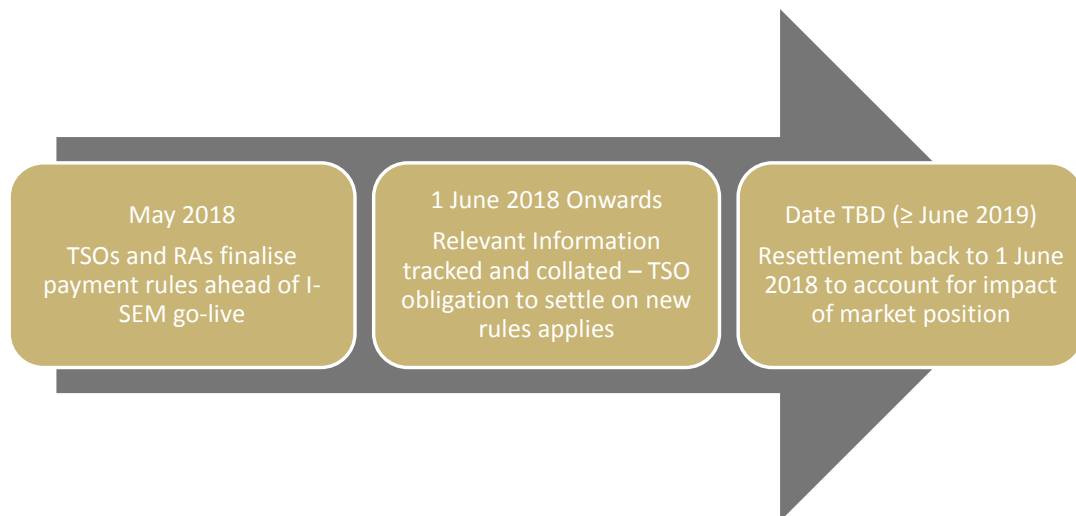 May 2018
TSOs and RAs finalise
payment rules ahead of I-
SEM go-live
1 June 2018 Onwards
Relevant Information
tracked and collated – TSO
obligation to settle on new
rules applies
Date TBD (≥ June 2019)
Resettlement back to 1 June
2018 to account for impact
of market position